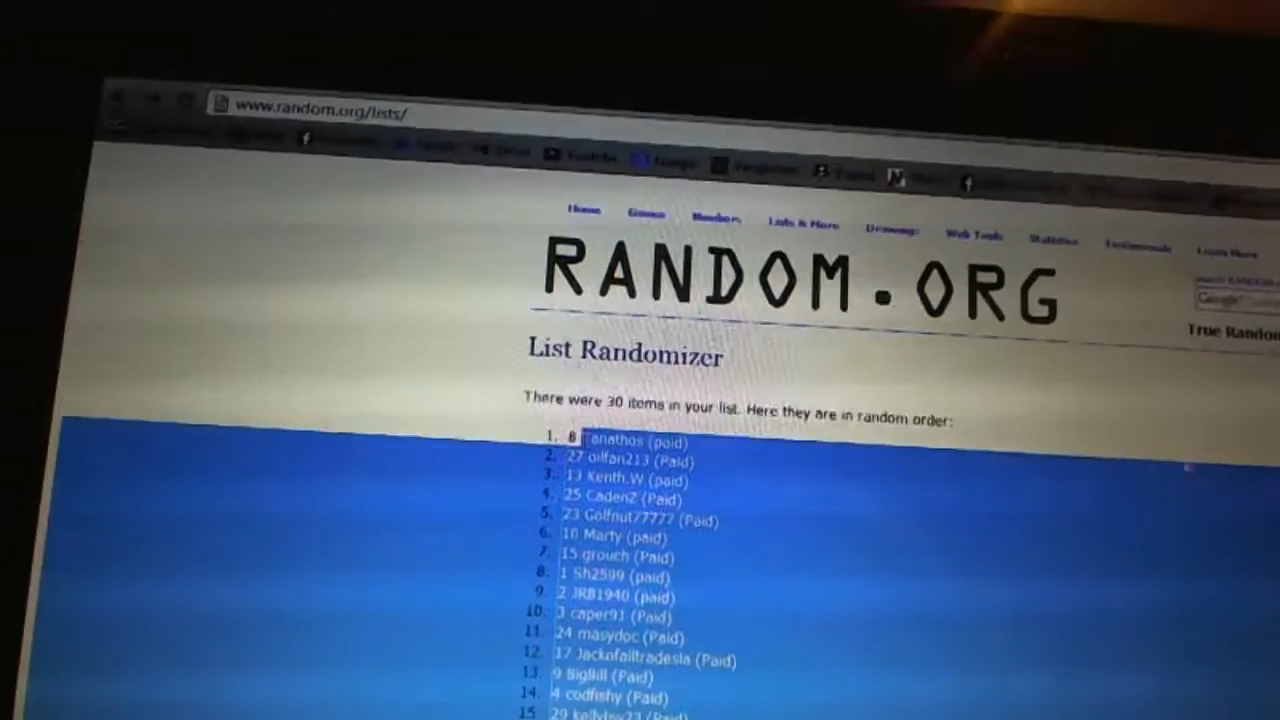 www.random.org/lists/
Home Games Numbers Lists & More Drawings Web Tools Statistics Testimonials Learn More
RANDOM.ORG
Google
True Random
List Randomizer
There were 30 items in your list. Here they are in random order:
1. 8 anathos (paid)
2. 27 oilfan213 (Paid)
3. 13 Kenth.W (paid)
4. 25 CadenZ (Paid)
5. 23 Golfnut77777 (Paid)
6. 10 Marty (paid)
7. 15 grouch (Paid)
8. 1 Sh2599 (paid)
9. 2 JRB1940 (paid)
10. 3 caper91 (Paid)
11. 24 masydoc (Paid)
12. 17 Jackofalltradesla (Paid)
13. 9 BigBill (Paid)
14. 4 codfishy (Paid)
15. 29 (Paid)